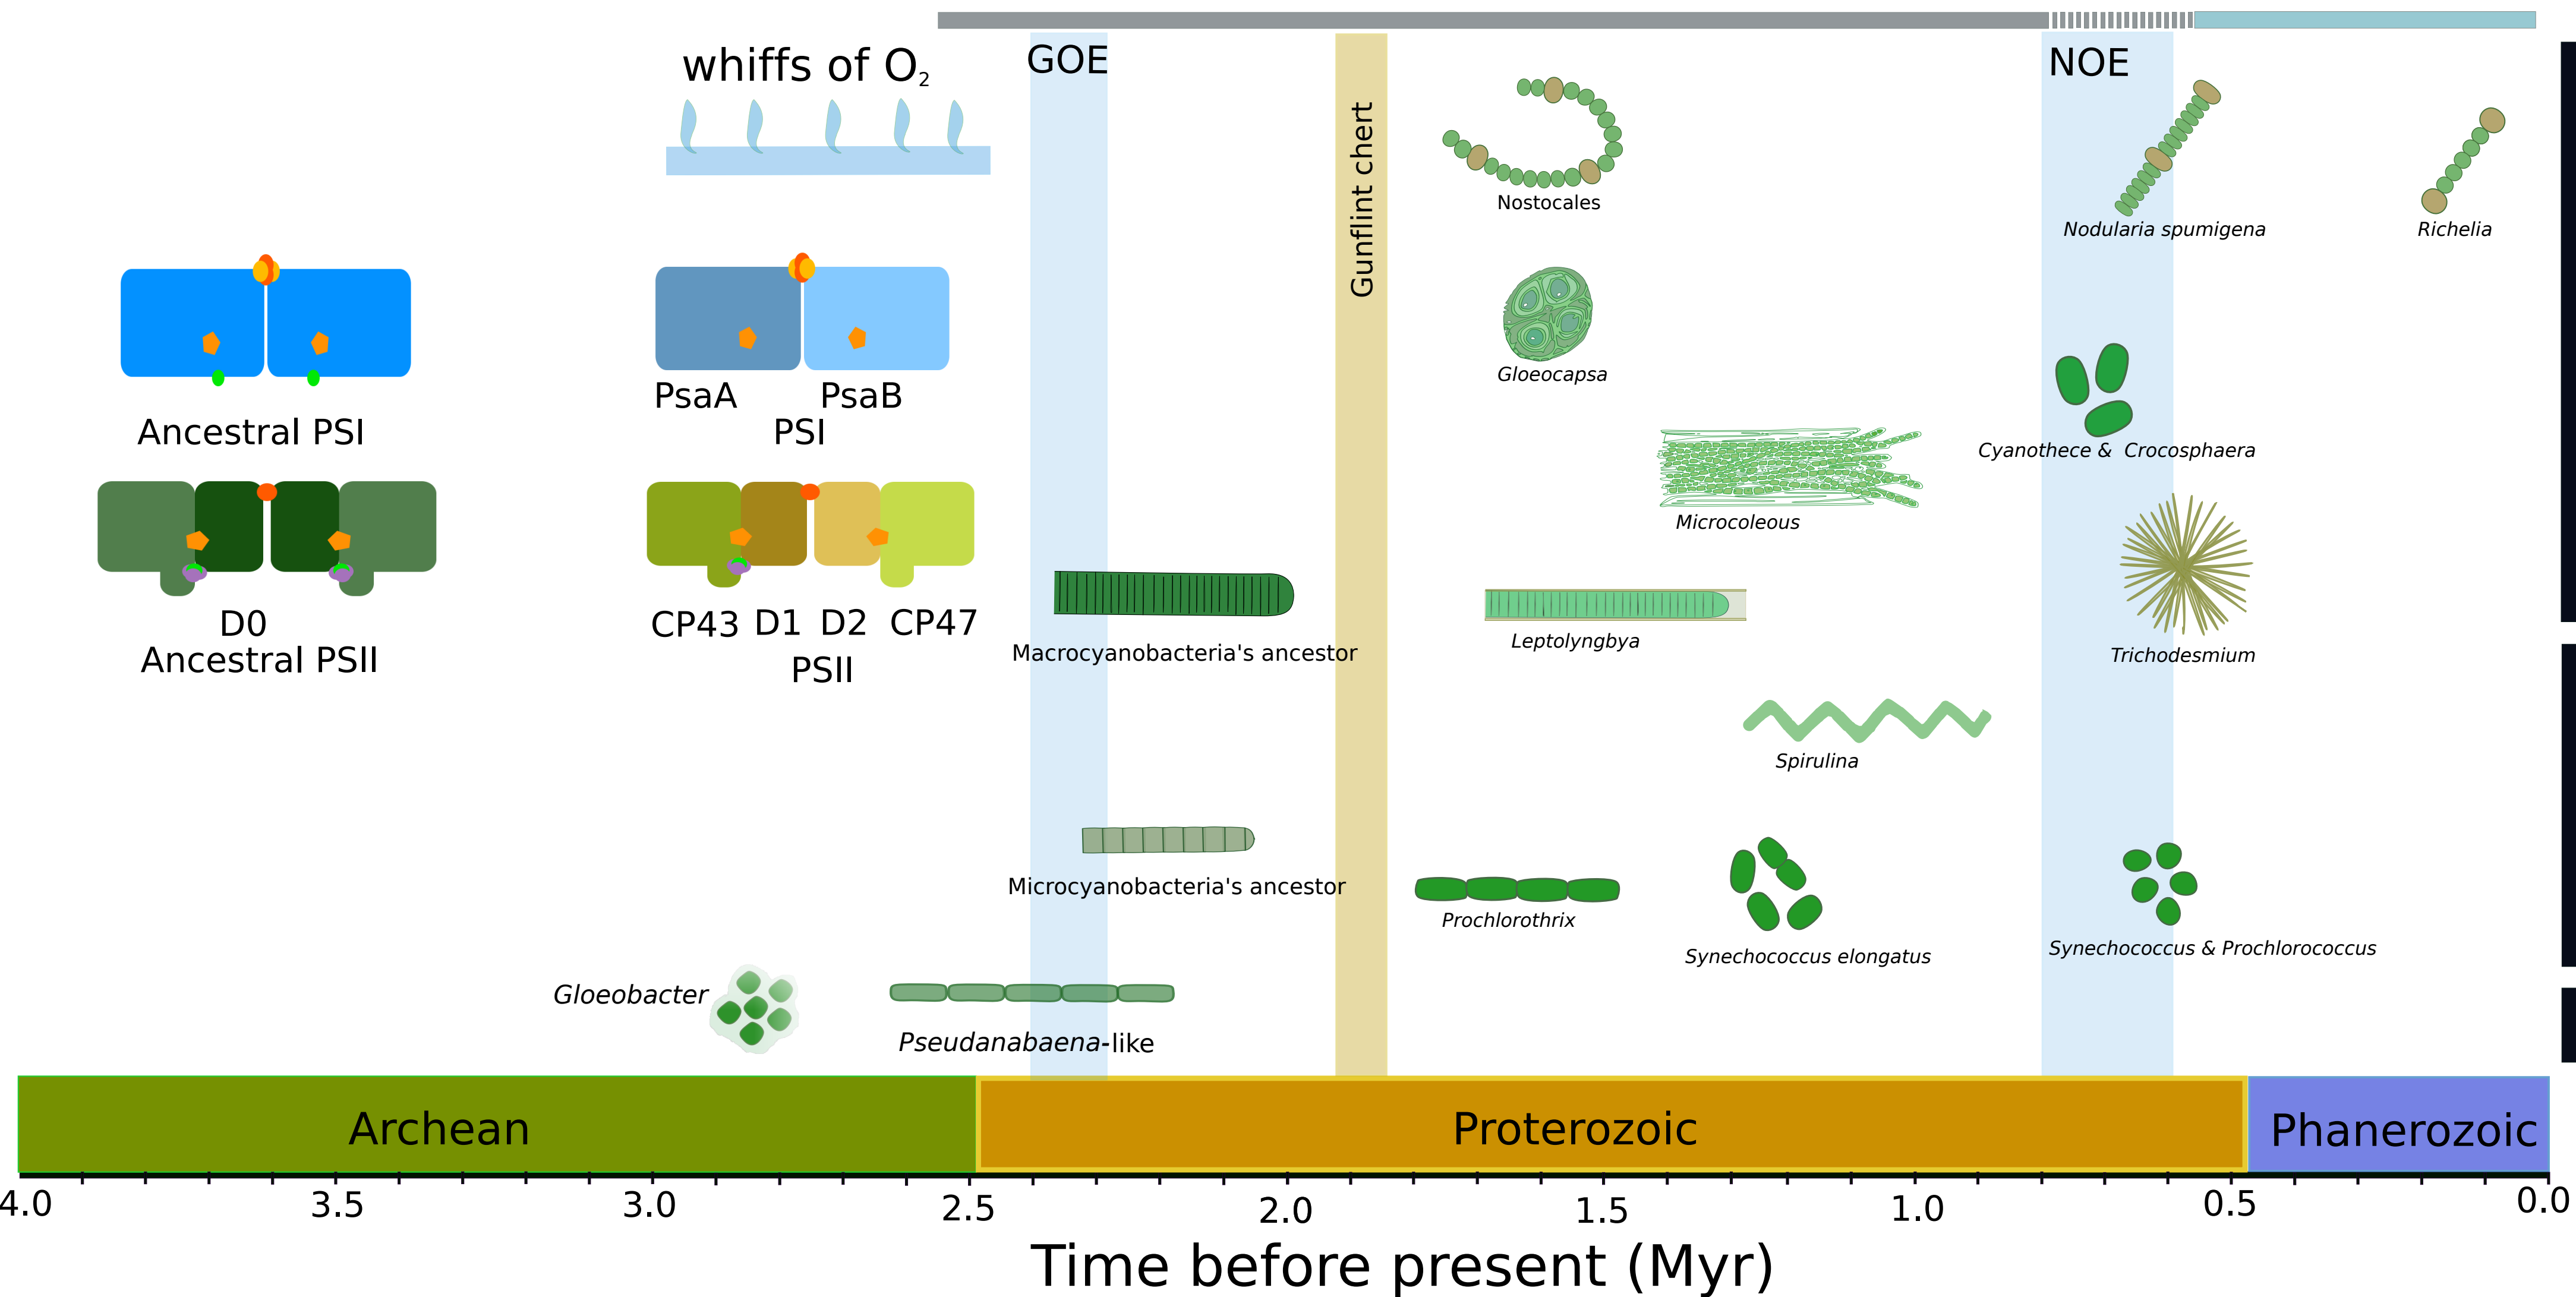 whiffs of O₂
GOE
NOE
Gunflint chert
Nostocales
Nodularia spumigena
Richelia
Gloeocapsa
PsaA PsaB
Ancestral PSI
PSI
Cyanothece & Crocosphaera
Microcoleous
D0
CP43 D1 D2 CP47
Ancestral PSII
PSII
Macrocyanobacteria's ancestor
Leptolyngbya
Trichodesmium
Spirulina
Microcyanobacteria's ancestor
Prochlorothrix
Synechococcus elongatus
Synechococcus & Prochlorococcus
Gloeobacter
Pseudanabaena-like
Archean
Proterozoic
Phanerozoic
4.0 3.5 3.0 2.5 2.0 1.5 1.0 0.5 0.0
Time before present (Myr)